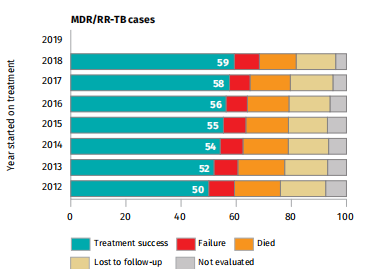 MDR/RR-TB cases
Year started on treatment
2019
2018 59
2017 58
2016 56
2015 55
2014 54
2013 52
2012 50
0 20 40 60 80 100
Treatment success Failure Died
Lost to follow-up Not evaluated